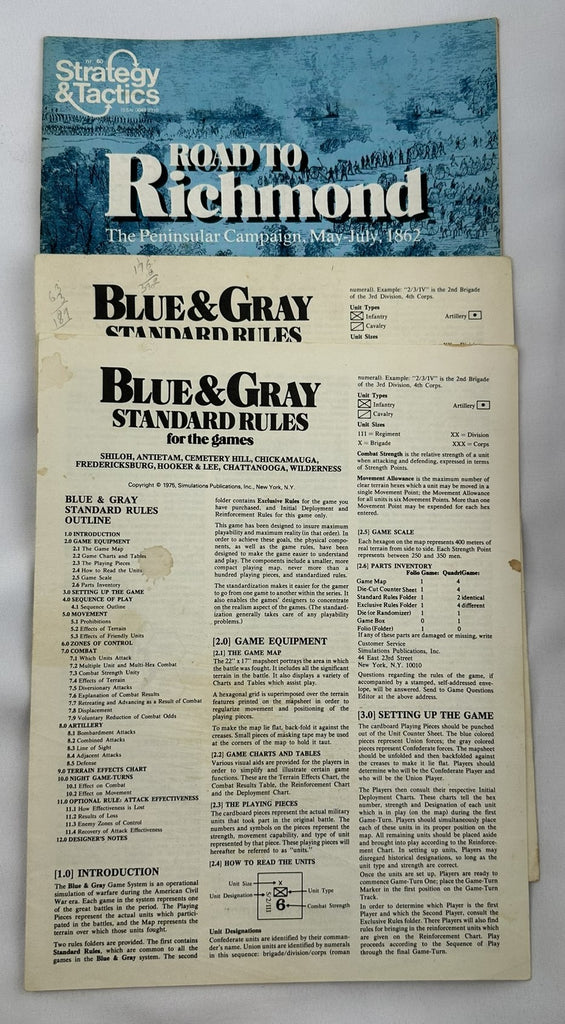 nr. 60
Strategy
& Tactics
ROAD TO
Richmond
The Peninsular Campaign, May-July, 1862
BLUE & GRAY
STANDARD RULES
numeral). Example: "2/3/IV" is the 2nd Brigade
of the 3rd Division, 4th Corps.
Unit Types
Infantry
Artillery
Cavalry
Unit Sizes
BLUE & GRAY
STANDARD RULES
for the games
SHILOH, ANTIETAM, CEMETERY HILL, CHICKAMAUGA,
FREDERICKSBURG, HOOKER & LEE, CHATTANOOGA, WILDERNESS
Copyright © 1975, Simulations Publications, Inc., New York, N.Y.
BLUE & GRAY
STANDARD RULES
OUTLINE
1.0 INTRODUCTION
2.0 GAME EQUIPMENT
2.1 The Game Map
2.2 Game Charts and Tables
2.3 The Playing Pieces
2.4 How to Read the Units
2.5 Game Scale
2.6 Parts Inventory
3.0 SETTING UP THE GAME
4.0 SEQUENCE OF PLAY
4.1 Sequence Outline
5.0 MOVEMENT
5.1 Prohibitions
5.2 Effects of Terrain
5.3 Effects of Friendly Units
6.0 ZONES OF CONTROL
7.0 COMBAT
7.1 Which Units Attack
7.2 Multiple Unit and Multi-Hex Combat
7.3 Combat Strength Unity
7.4 Effects of Terrain
7.5 Diversionary Attacks
7.6 Explanation of Combat Results
7.7 Retreating and Advancing as a Result of Combat
7.8 Displacement
7.9 Voluntary Reduction of Combat Odds
8.0 ARTILLERY
8.1 Bombardment Attacks
8.2 Combined Attacks
8.3 Line of Sight
8.4 Adjacent Attacks
8.5 Defense
9.0 TERRAIN EFFECTS CHART
10.0 NIGHT GAME-TURNS
10.1 Effect on Combat
10.2 Effect on Movement
11.0 OPTIONAL RULE: ATTACK EFFECTIVENESS
11.1 How Effectiveness is Lost
11.2 Results of Loss
11.3 Enemy Zones of Control
11.4 Recovery of Attack Effectiveness
12.0 DESIGNER'S NOTES
[1.0] INTRODUCTION
The Blue & Gray Game System is an operational
simulation of warfare during the American Civil
War era. Each game in the system represents one
of the great battles in the period. The Playing
Pieces represent the actual units which partici-
pated in the battles, and the Map represents the
terrain over which those units fought.
Two rules folders are provided. The first contains
Standard Rules, which are common to all the
games in the Blue & Gray system. The second
folder contains Exclusive Rules for the game you
have purchased, and Initial Deployment and
Reinforcement Rules for this game only.
This game has been designed to insure maximum
playability and maximum reality (in that order). In
order to achieve these goals, the physical compo-
nents, as well as the game rules, have been
designed to make the game easier to understand
and play. The components include a smaller, more
compact playing map, never more than a
hundred playing pieces, and standardized rules.
The standardization makes it easier for the gamer
to go from one game to another within the series. It
also enables the games' designers to concentrate
on the realism aspect of the games. (The standard-
ization generally takes care of any playability
problems.)
[2.0] GAME EQUIPMENT
[2.1] THE GAME MAP
The 22" x 17" mapsheet portrays the area in which
the battle was fought. It includes all the significant
terrain in the battle. It also displays a variety of
Charts and Tables which assist play.
A hexagonal grid is superimposed over the terrain
features printed on the mapsheet in order to
regularize movement and positioning of the
playing pieces.
To make the map lie flat, back-fold it against the
creases. Small pieces of masking tape may be used
at the corners of the map to hold it taut.
[2.2] GAME CHARTS AND TABLES
Various visual aids are provided for the players in
order to simplify and illustrate certain game
functions. These are the Terrain Effects Chart, the
Combat Results Table, the Reinforcement Chart
and the Deployment Chart.
[2.3] THE PLAYING PIECES
The cardboard pieces represent the actual military
units that took part in the original battle. The
numbers and symbols on the pieces represent the
strength, movement capability, and type of unit
represented by that piece. These playing pieces will
hereafter be referred to as "units."
[2.4] HOW TO READ THE UNITS
Unit Size
X
Unit Type
Unit Designation
5/2/III
6
Combat Strength
Unit Designations
Confederate units are identified by their comman-
der's name. Union units are identified by numerals
in this sequence: brigade/division/corps (roman
numeral). Example: "2/3/IV" is the 2nd Brigade
of the 3rd Division, 4th Corps.
Unit Types
Infantry
Artillery
Cavalry
Unit Sizes
111 = Regiment
XX = Division
X = Brigade
XXX = Corps
Combat Strength is the relative strength of a unit
when attacking and defending, expressed in terms
of Strength Points.
Movement Allowance is the maximum number of
clear terrain hexes which a unit may be moved in a
single Movement Point; the Movement Allowance
for all units is six Movement Points. More than one
Movement Point may be expended for each hex
entered.
[2.5] GAME SCALE
Each hexagon on the map represents 400 meters of
real terrain from side to side. Each Strength Point
represents between 250 and 350 men.
[2.6] PARTS INVENTORY
Folio Game: QuadriGame:
Game Map 1 4
Die-Cut Counter Sheet 1 4
Standard Rules Folder 1 2 identical
Exclusive Rules Folder 1 4 different
Die (or Randomizer) 1 1
Game Box 0 1
Folio (Folder) 1 0
If any of these parts are damaged or missing, write
Customer Service
Simulations Publications, Inc.
44 East 23rd Street
New York, N.Y. 10010
Questions regarding the rules of the game, if
accompanied by a stamped, self-addressed envel-
ope, will be answered. Send to Game Questions
Editor at the above address.
[3.0] SETTING UP THE GAME
The cardboard Playing Pieces should be punched
out of the Unit Counter Sheet. The blue colored
pieces represent Union forces; the gray colored
pieces represent Confederate forces. The mapsheet
should be unfolded and then backfolded against
the creases to make it lie flat. Players should
determine who will be the Confederate Player and
who will be the Union Player.
The Players then consult their respective Initial
Deployment Charts. These charts tell the hex
number, strength and Designation of each unit
which is in play (on the map) during the first
Game-Turn. Players should simultaneously place
each of these units in its proper position on the
map. All remaining units should be placed aside
and brought into play according to the Reinforce-
ment Chart. In setting up units, Players may
disregard historical designations, so long as the
unit type and strength are correct.
Once the units are set up, Players are ready to
commence Game-Turn One; place the Game-Turn
Marker in the first position on the Game-Turn
Track.
In order to determine which Player is the first
Player and which the Second Player, consult the
Exclusive Rules folder. There Players will also find
rules for bringing in the reinforcement units which
are given on the Reinforcement Chart. Play
proceeds according to the Sequence of Play
through the final Game-Turn.